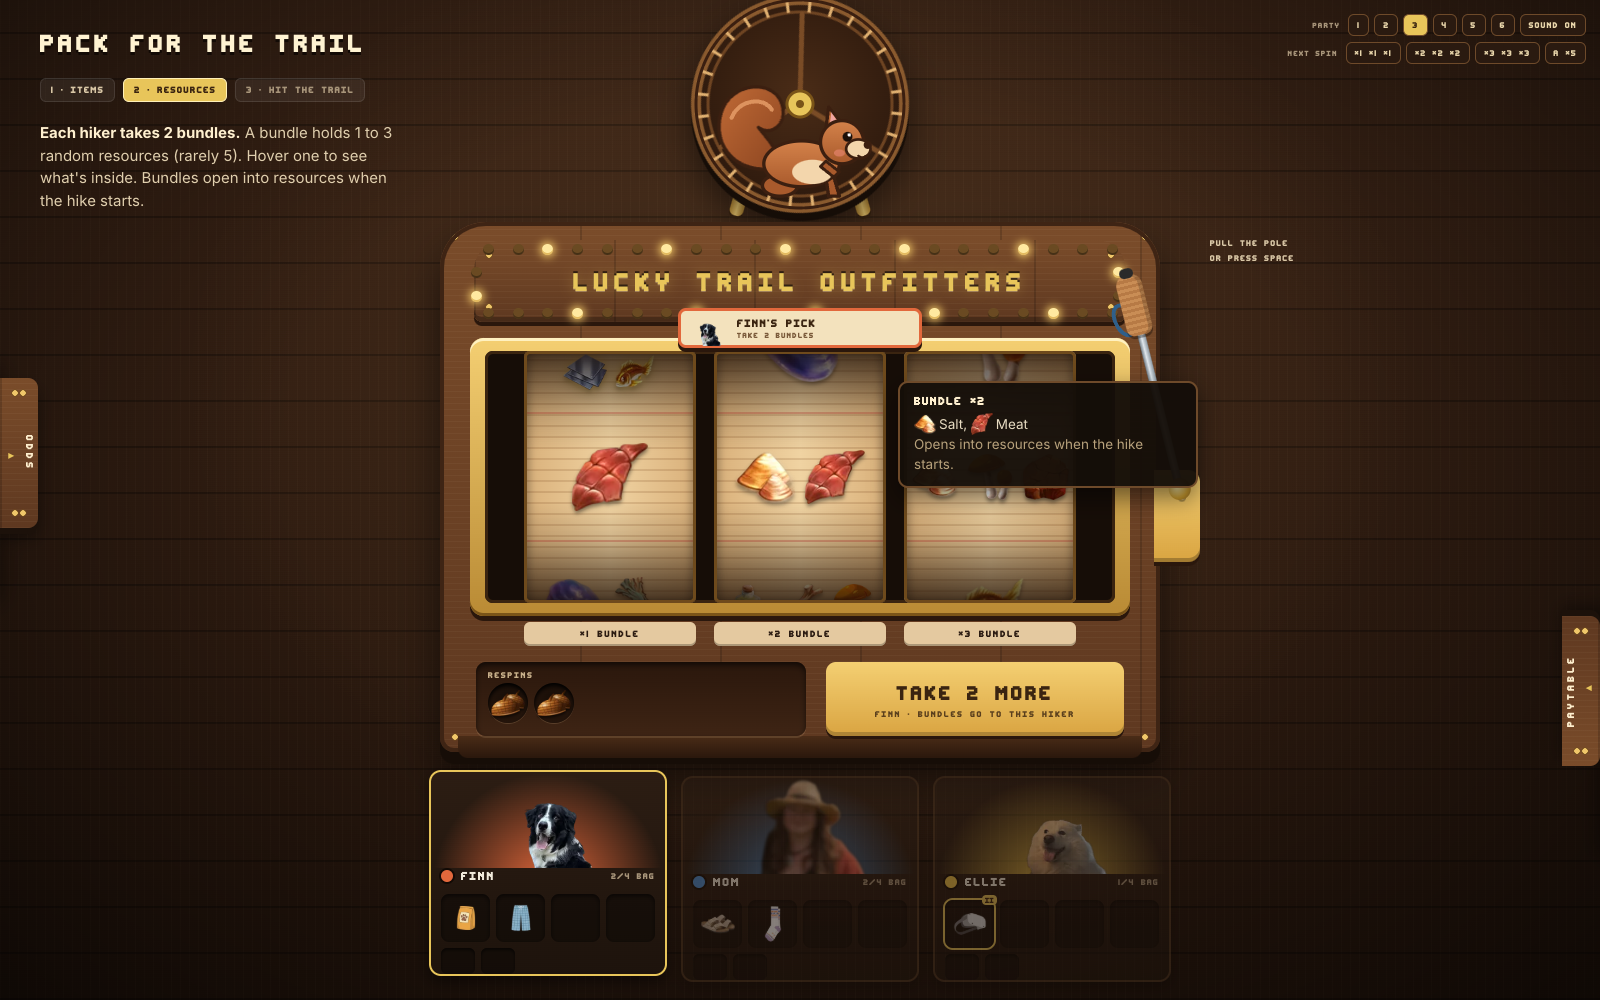 PACK FOR THE TRAIL
1 · ITEMS
2 · RESOURCES
3 · HIT THE TRAIL
Each hiker takes 2 bundles. A bundle holds 1 to 3
random resources (rarely 5). Hover one to see
what's inside. Bundles open into resources when
the hike starts.
PARTY 1 2 3 4 5 6 SOUND ON
NEXT SPIN ×1 ×1 ×1 ×2 ×2 ×2 ×3 ×3 ×3 A ×5
PULL THE POLE
OR PRESS SPACE
LUCKY TRAIL OUTFITTERS
FINN'S PICK
TAKE 2 BUNDLES
BUNDLE ×2
Salt, Meat
Opens into resources when the hike
starts.
ODDS
PAYTABLE
×1 BUNDLE
×2 BUNDLE
×3 BUNDLE
RESPINS
TAKE 2 MORE
FINN · BUNDLES GO TO THIS HIKER
FINN 2/4 BAG
MOM 2/4 BAG
ELLIE 1/4 BAG